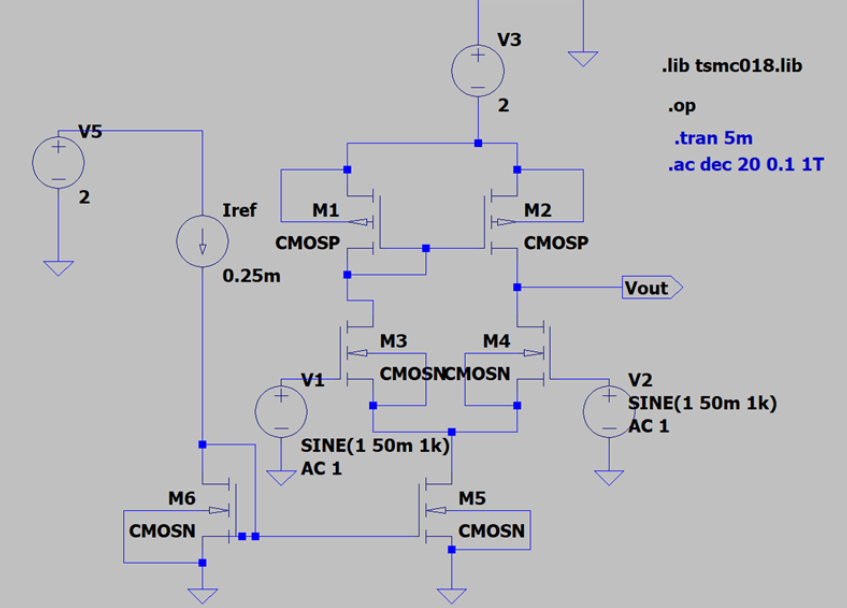 V3
2
.lib tsmc018.lib
.op
.tran 5m
.ac dec 20 0.1 1T
V5
2
Iref
0.25m
M1
CMOSP
M2
CMOSP
Vout
M3
CMOSN
M4
CMOSN
V1
SINE(1 50m 1k)
AC 1
V2
SINE(1 50m 1k)
AC 1
M6
CMOSN
M5
CMOSN